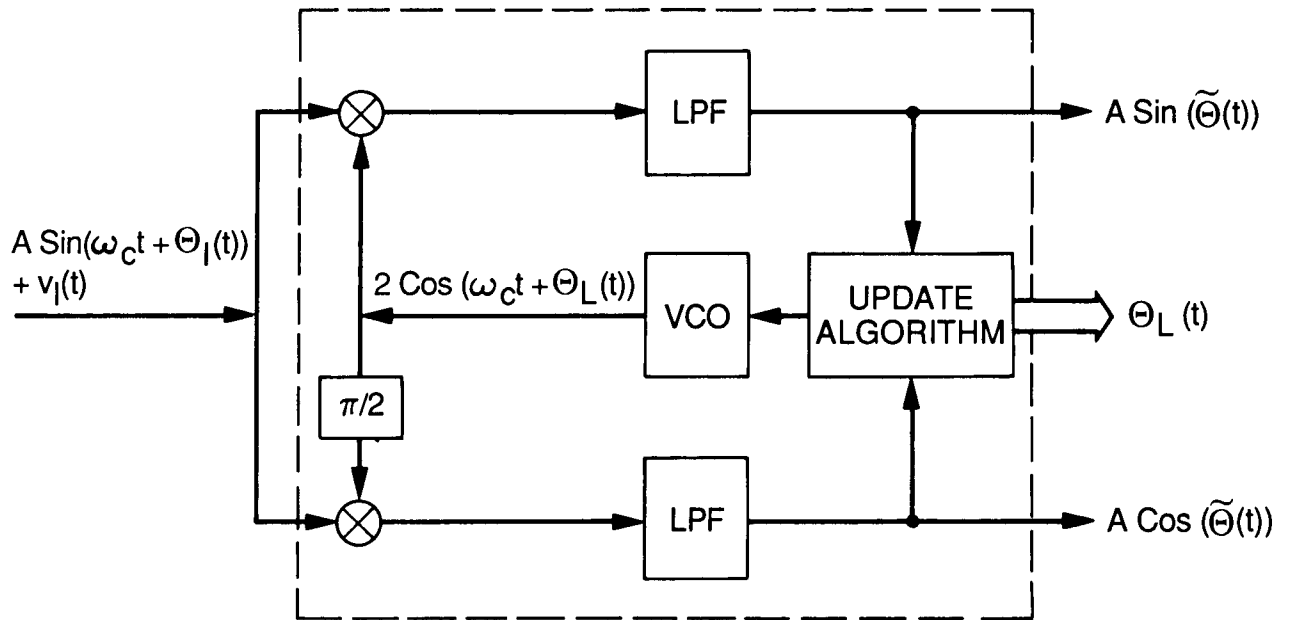 LPF
A Sin (Θ̃(t))
A Sin(ω_c t + Θ_I(t))
+ v_I(t)
2 Cos (ω_c t + Θ_L(t))
VCO
UPDATE
ALGORITHM
Θ_L (t)
π/2
LPF
A Cos (Θ̃(t))